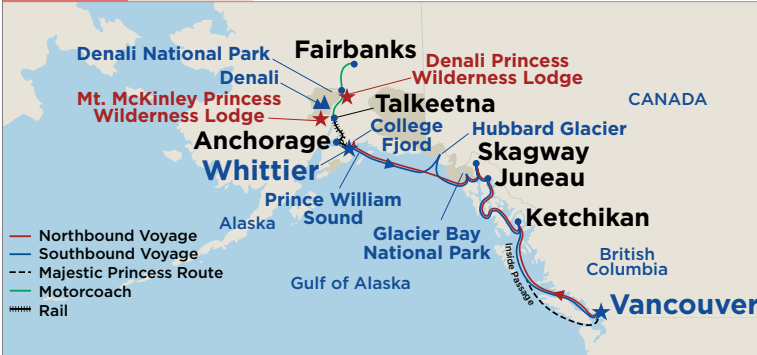 Fairbanks
Denali National Park
Denali
Denali Princess
Wilderness Lodge
Mt. McKinley Princess
Wilderness Lodge
Talkeetna
CANADA
Anchorage
College
Fjord
Hubbard Glacier
Whittier
Skagway
Juneau
Prince William
Sound
Alaska
Glacier Bay
National Park
Ketchikan
Northbound Voyage
Southbound Voyage
Majestic Princess Route
Motorcoach
Rail
Gulf of Alaska
Inside Passage
British
Columbia
Vancouver